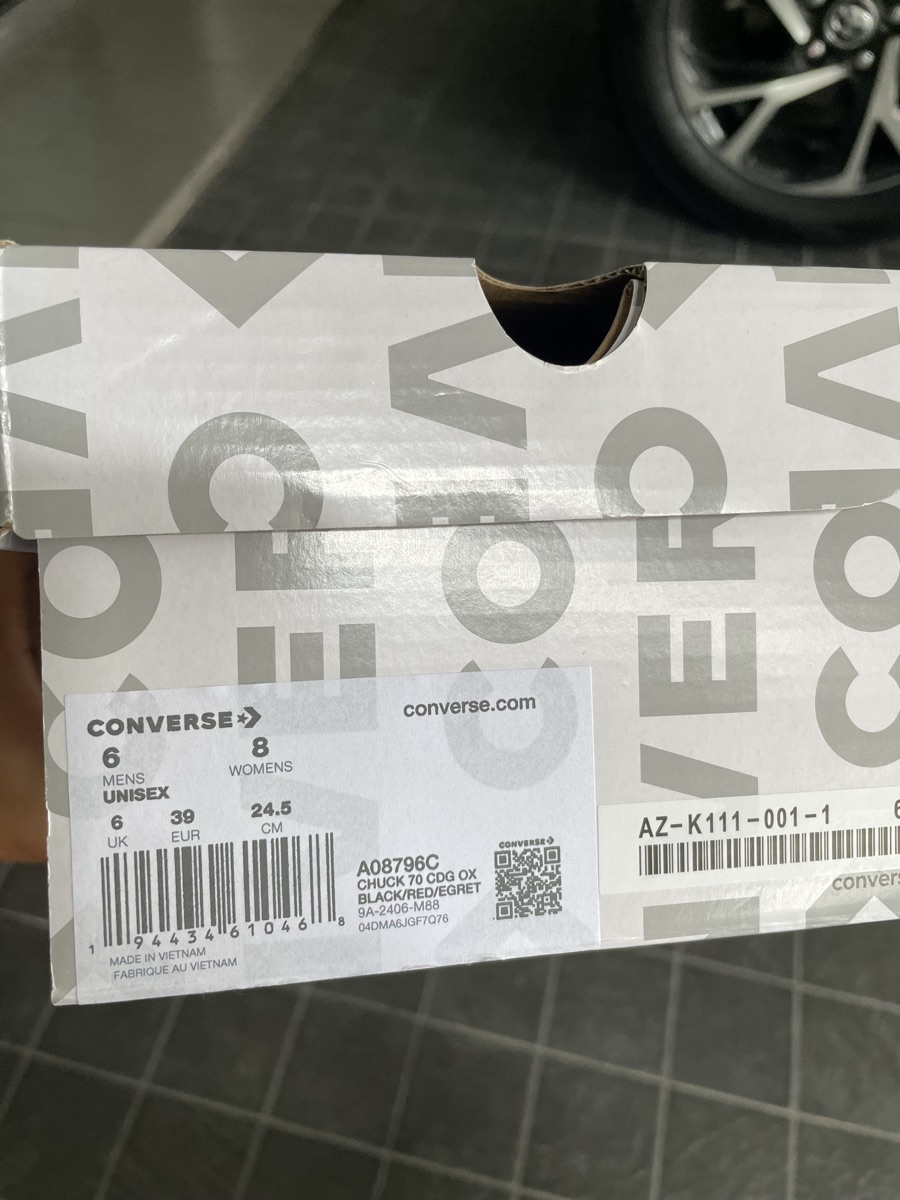 CONVERSE
converse.com
6 8
MENS WOMENS
UNISEX
6 39 24.5
UK EUR CM
1 94434 61046 8
MADE IN VIETNAM
FABRIQUE AU VIETNAM
A08796C
CHUCK 70 CDG OX
BLACK/RED/EGRET
9A-2406-M88
04DMA6JGF7Q76
CONVERSE
AZ-K111-001-1